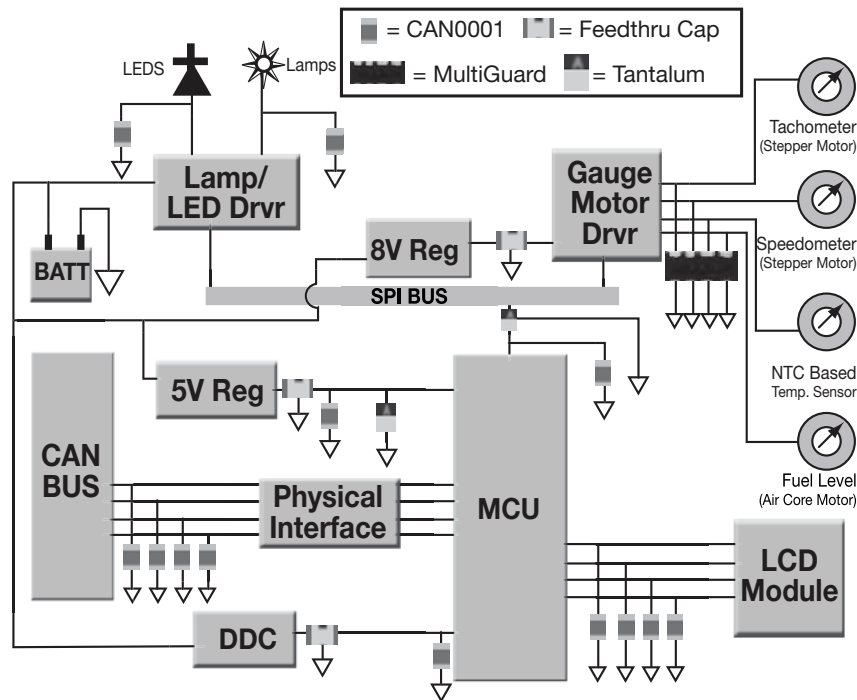 = CAN0001
= Feedthru Cap
= MultiGuard
= Tantalum
LEDS
Lamps
Tachometer
(Stepper Motor)
Lamp/
LED Drvr
Gauge
Motor
Drvr
8V Reg
Speedometer
(Stepper Motor)
BATT
SPI BUS
5V Reg
NTC Based
Temp. Sensor
CAN
BUS
MCU
Physical
Interface
Fuel Level
(Air Core Motor)
LCD
Module
DDC